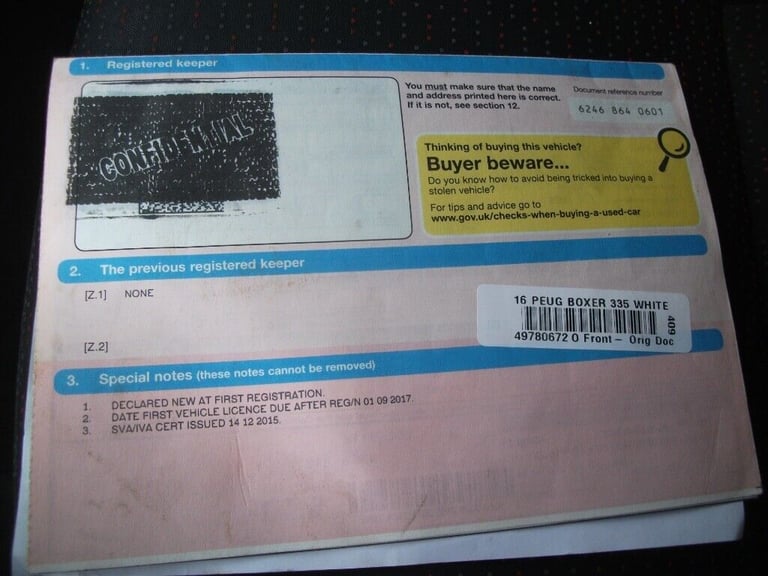 1. Registered keeper
CONFIDENTIAL
You must make sure that the name
and address printed here is correct.
If it is not, see section 12.
Document reference number
6246 864 0601
Thinking of buying this vehicle?
Buyer beware...
Do you know how to avoid being tricked into buying a
stolen vehicle?
For tips and advice go to
www.gov.uk/checks-when-buying-a-used-car
2. The previous registered keeper
[Z.1] NONE
[Z.2]
16 PEUG BOXER 335 WHITE
409
49780672 0 Front - Orig Doc
3. Special notes (these notes cannot be removed)
1. DECLARED NEW AT FIRST REGISTRATION.
2. DATE FIRST VEHICLE LICENCE DUE AFTER REG/N 01 09 2017.
3. SVA/IVA CERT ISSUED 14 12 2015.